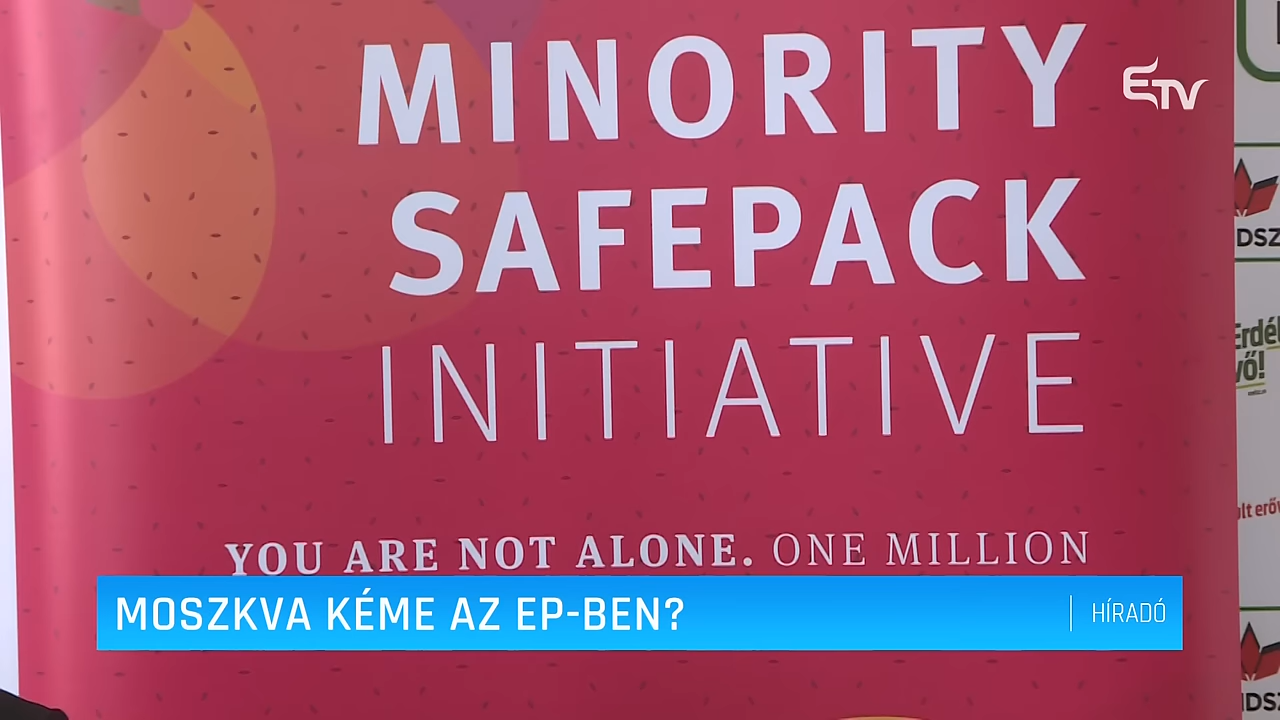 MINORITY
SAFEPACK
INITIATIVE
YOU ARE NOT ALONE. ONE MILLION
ETV
MOSZKVA KÉME AZ EP-BEN?
HÍRADÓ